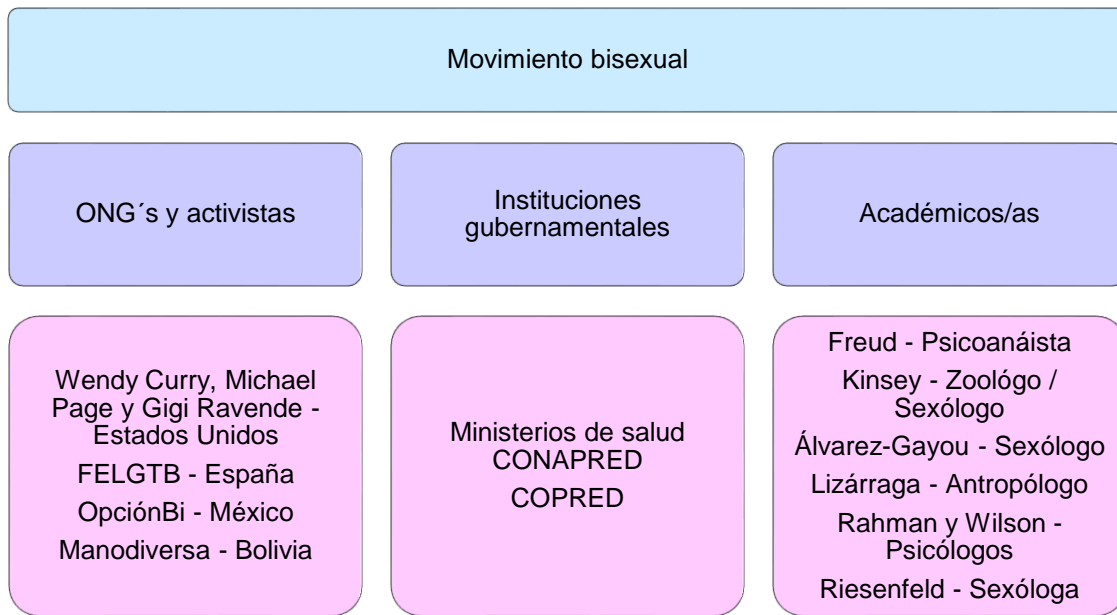 Movimiento bisexual
ONG´s y activistas
Instituciones
gubernamentales
Académicos/as
Wendy Curry, Michael
Page y Gigi Ravende -
Estados Unidos
FELGTB - España
OpciónBi - México
Manodiversa - Bolivia
Ministerios de salud
CONAPRED
COPRED
Freud - Psicoanáista
Kinsey - Zoológo /
Sexólogo
Álvarez-Gayou - Sexólogo
Lizárraga - Antropólogo
Rahman y Wilson -
Psicólogos
Riesenfeld - Sexóloga